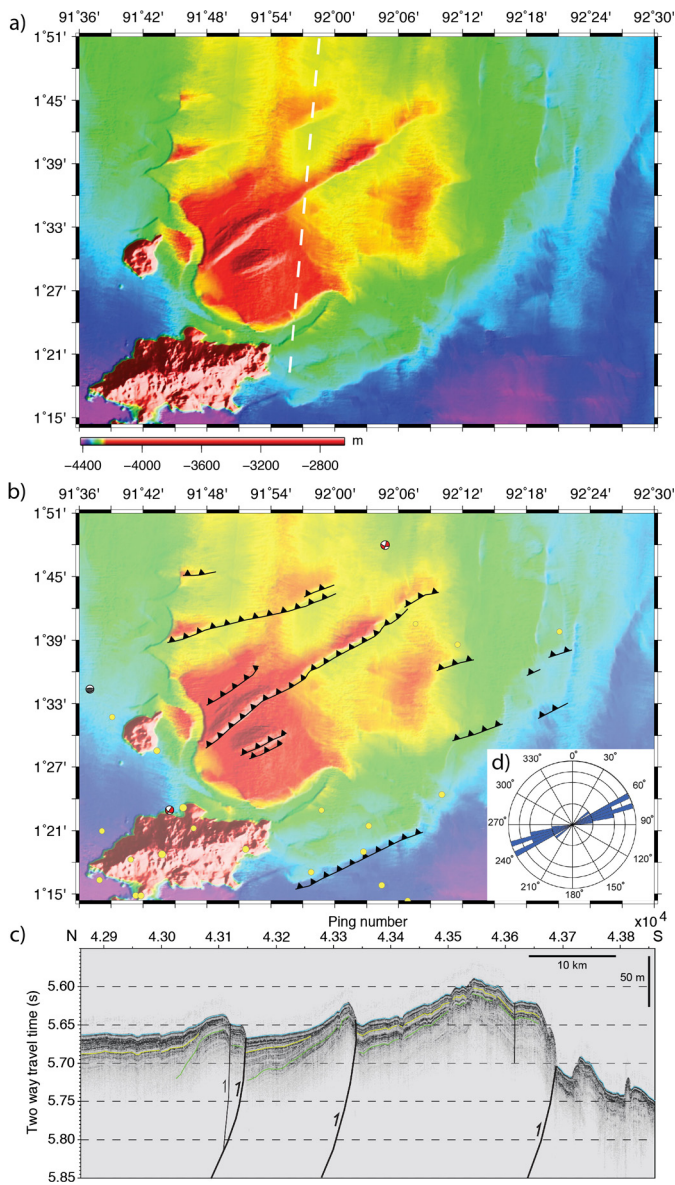 a)
91°36' 91°42' 91°48' 91°54' 92°00' 92°06' 92°12' 92°18' 92°24' 92°30'
1°51'
1°45'
1°39'
1°33'
1°27'
1°21'
1°15'
m
−4400 −4000 −3600 −3200 −2800
b)
91°36' 91°42' 91°48' 91°54' 92°00' 92°06' 92°12' 92°18' 92°24' 92°30'
1°51'
1°45'
1°39'
1°33'
1°27'
1°21'
1°15'
d)
0°
30°
60°
90°
120°
150°
180°
210°
240°
270°
300°
330°
c)
Ping number
x10⁴
N 4.29 4.30 4.31 4.32 4.33 4.34 4.35 4.36 4.37 4.38 S
10 km
50 m
Two way travel time (s)
5.60
5.65
5.70
5.75
5.80
5.85